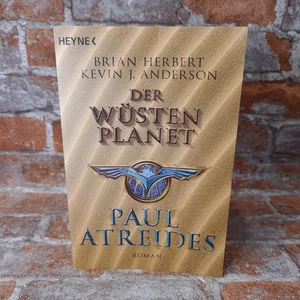 HEYNE <
BRIAN HERBERT
KEVIN J. ANDERSON
DER
WÜSTEN
PLANET
PAUL
ATREIDES
ROMAN